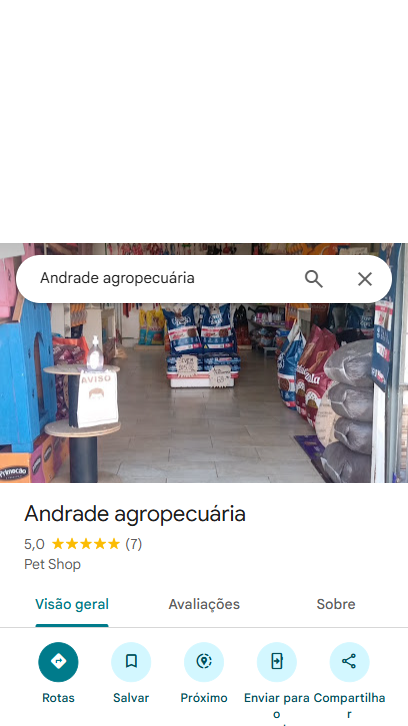 Andrade agropecuária
AVISO
Primecão
Andrade agropecuária
5,0 ★★★★★ (7)
Pet Shop
Visão geral Avaliações Sobre
Rotas Salvar Próximo Enviar para o Compartilhar